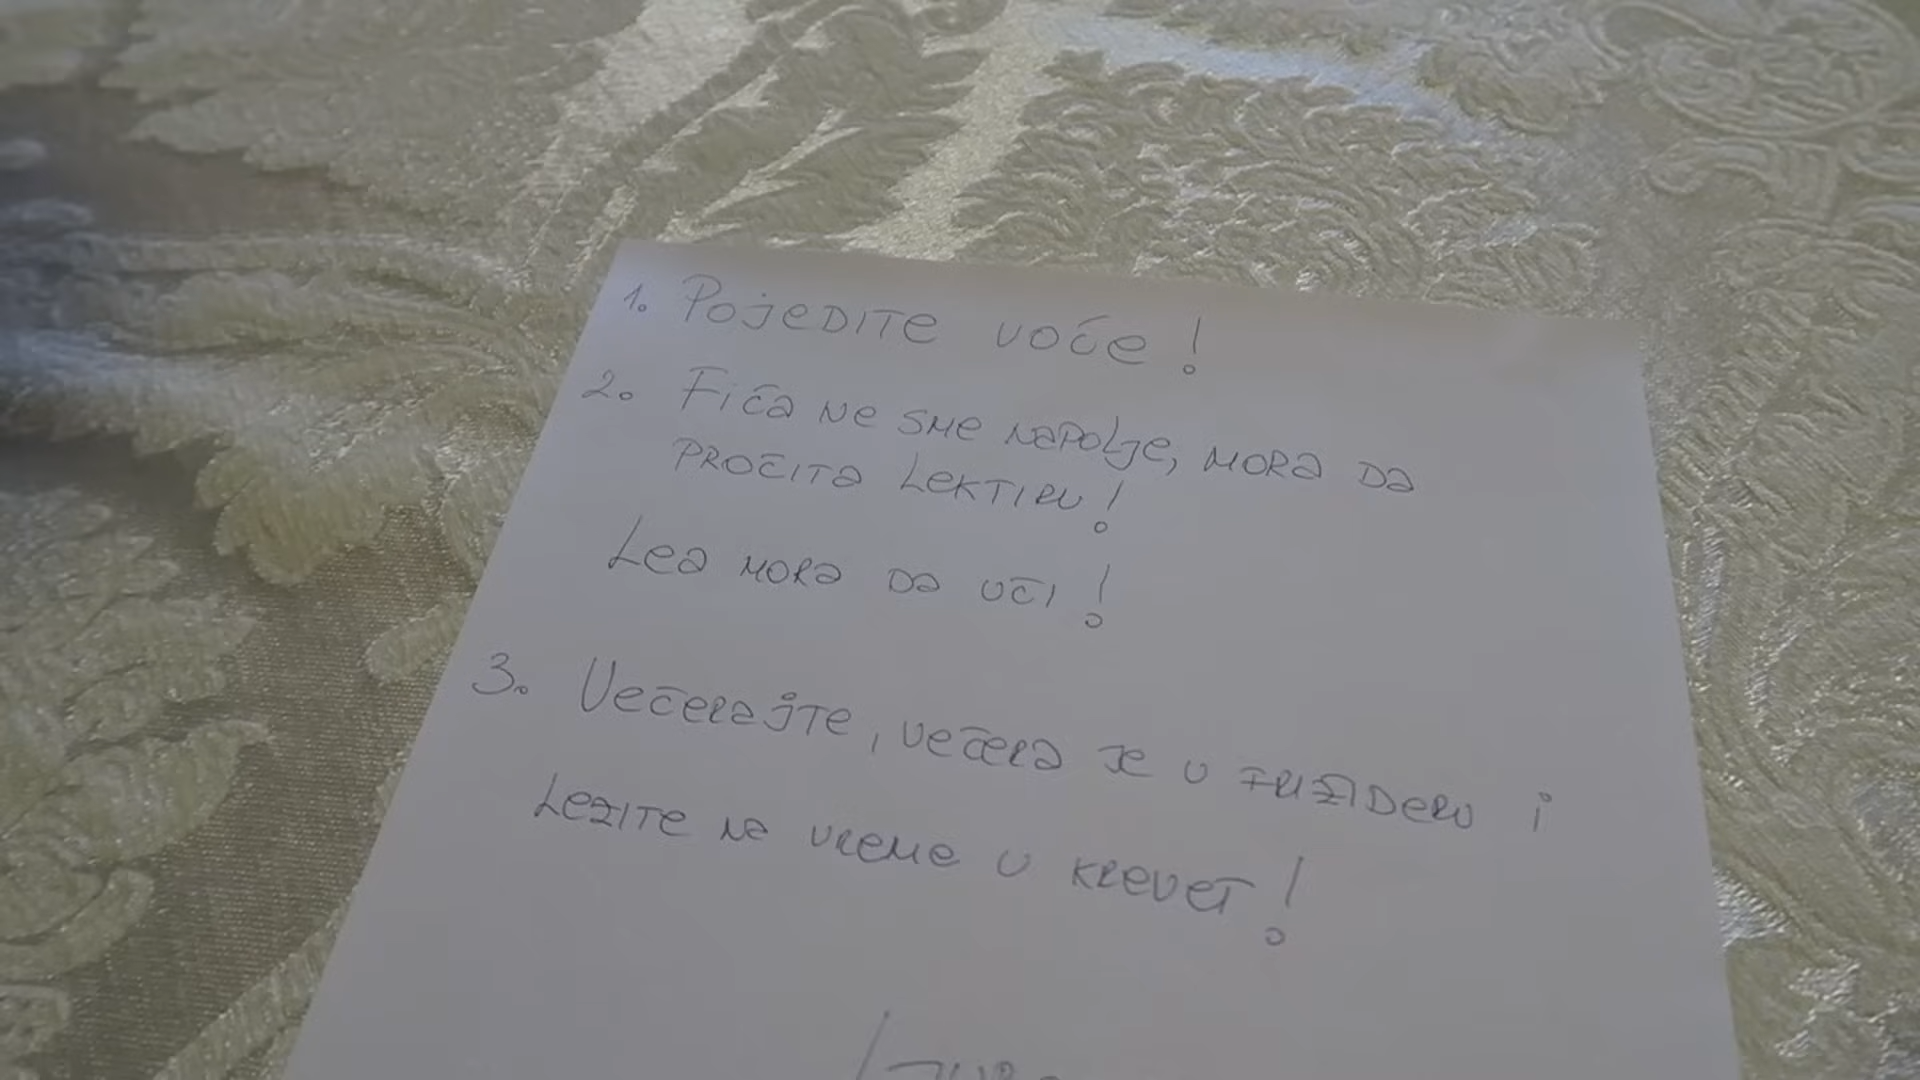 1. Pojedite voće!
2. Fića ne sme napolje, mora da
pročita lektiru!
Lea mora da uči!
3. Večerajte, večera je u frižideru i
Ležite na vreme u krevet!